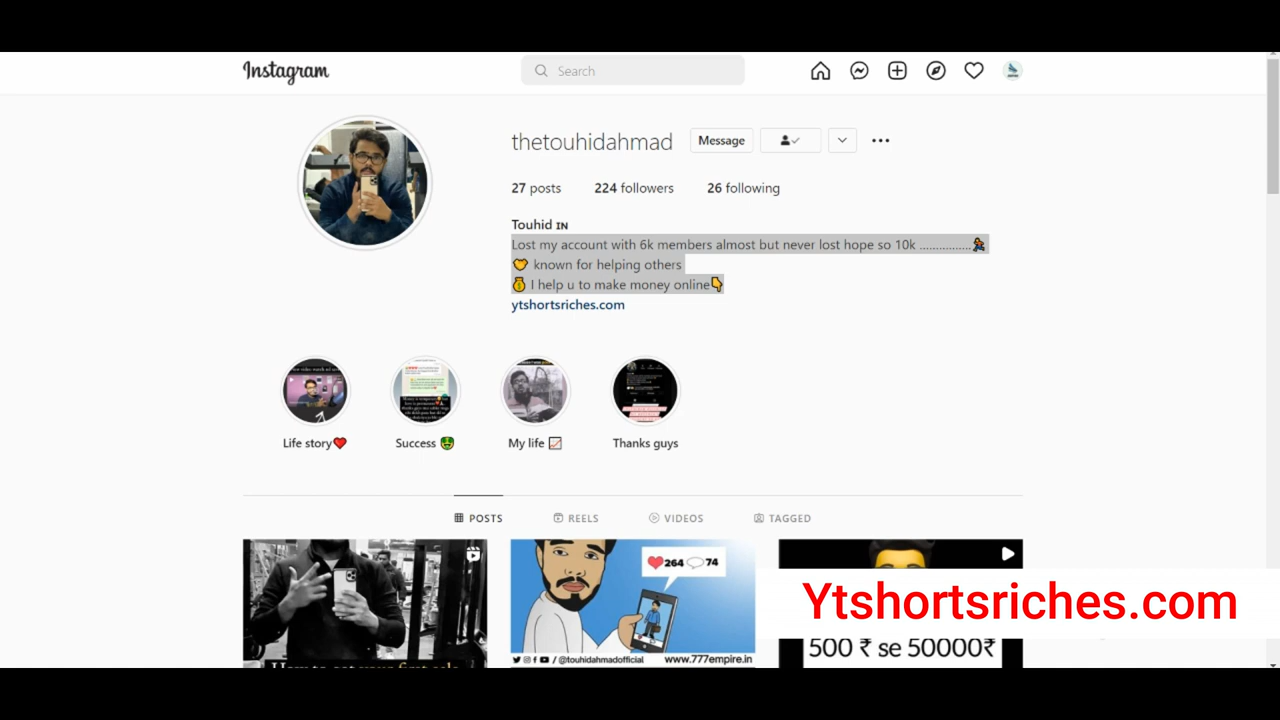 Instagram
Search
thetouhidahmad Message
27 posts 224 followers 26 following
Touhid ɪɴ
Lost my account with 6k members almost but never lost hope so 10k ...............🏃
known for helping others
💰 I help u to make money online👇
ytshortsriches.com
Life story❤️ Success 🤑 My life 📈 Thanks guys
POSTS REELS VIDEOS TAGGED
264 74
Ytshortsriches.com
500 ₹ se 50000₹
/@touhidahmadofficial www.777empire.in